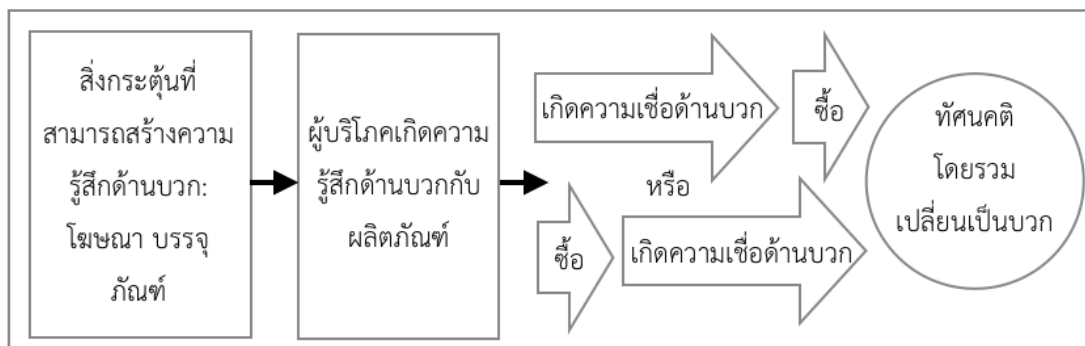 สิ่งกระตุ้นที่
สามารถสร้างความ
รู้สึกด้านบวก:
โฆษณา บรรจุ
ภัณฑ์
ผู้บริโภคเกิดความ
รู้สึกด้านบวกกับ
ผลิตภัณฑ์
เกิดความเชื่อด้านบวก
ซื้อ
หรือ
ซื้อ
เกิดความเชื่อด้านบวก
ทัศนคติ
โดยรวม
เปลี่ยนเป็นบวก